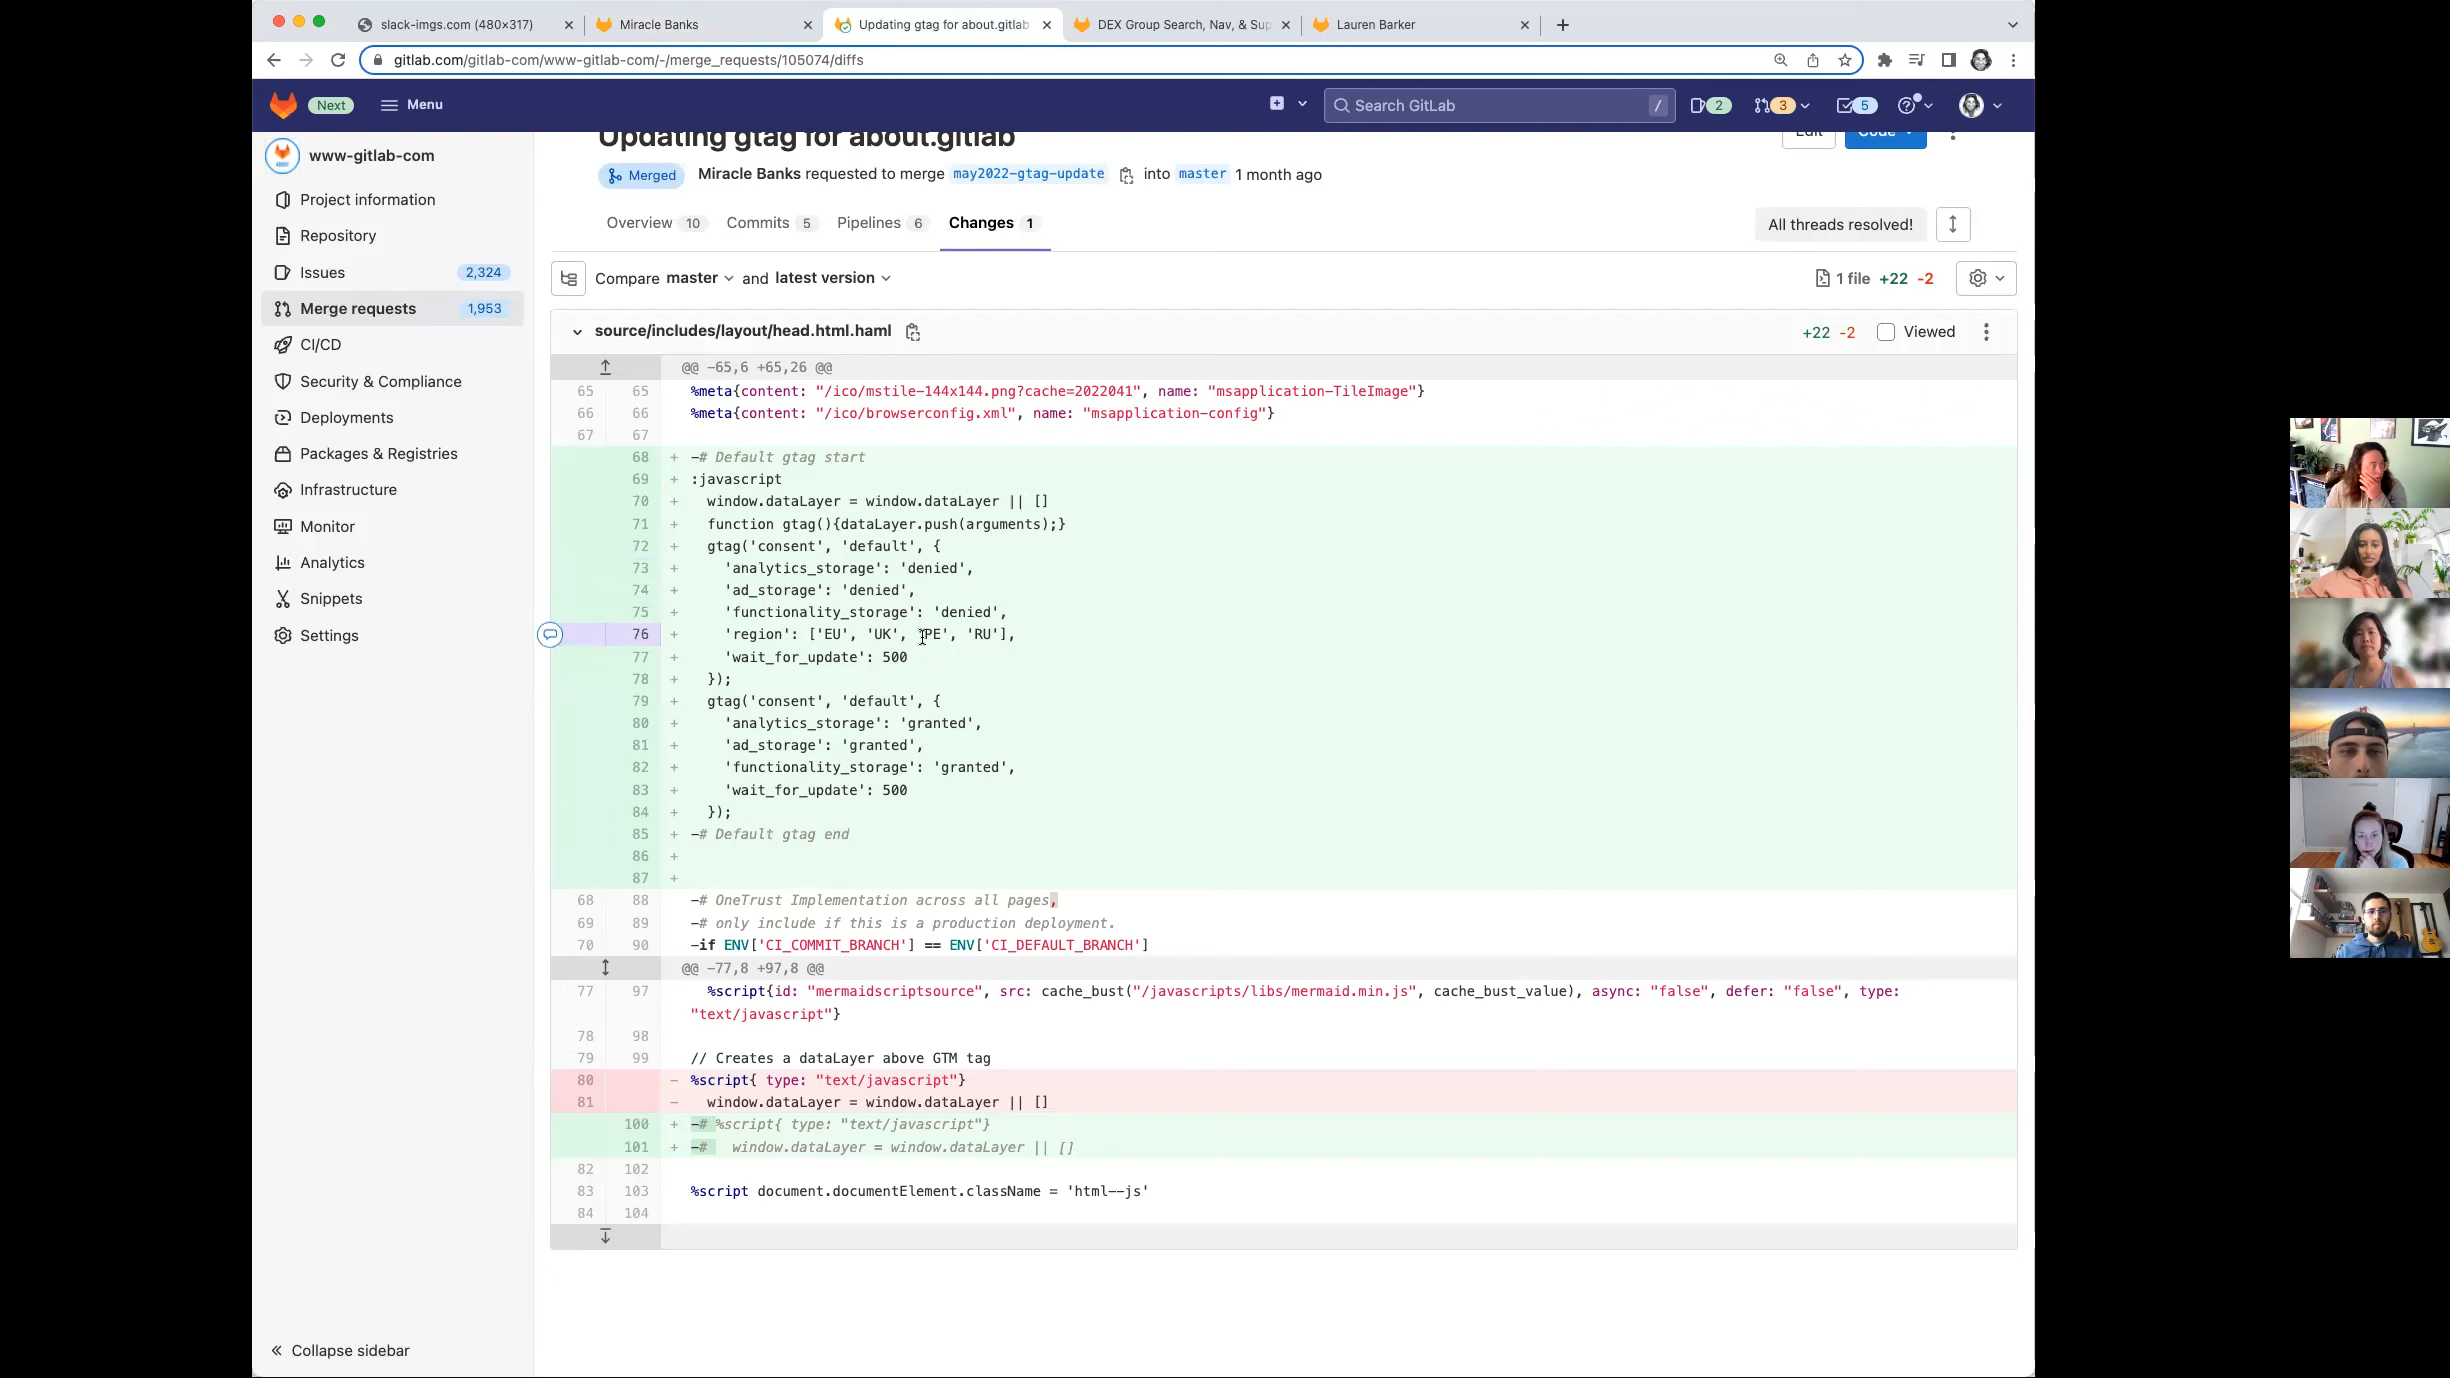 slack-imgs.com (480×317)
Miracle Banks
Updating gtag for about.gitlab
DEX Group Search, Nav, & Sup
Lauren Barker
gitlab.com/gitlab-com/www-gitlab-com/-/merge_requests/105074/diffs
Next
Menu
Search GitLab
/
2
3
5
www-gitlab-com
Project information
Repository
Issues 2,324
Merge requests 1,953
CI/CD
Security & Compliance
Deployments
Packages & Registries
Infrastructure
Monitor
Analytics
Snippets
Settings
Collapse sidebar
Updating gtag for about.gitlab
Edit
Code
Merged Miracle Banks requested to merge may2022-gtag-update into master 1 month ago
Overview 10 Commits 5 Pipelines 6 Changes 1
All threads resolved!
Compare master and latest version
1 file +22 -2
source/includes/layout/head.html.haml
+22 -2 Viewed
@@ -65,6 +65,26 @@
65 65 %meta{content: "/ico/mstile-144x144.png?cache=2022041", name: "msapplication-TileImage"}
66 66 %meta{content: "/ico/browserconfig.xml", name: "msapplication-config"}
67 67
68 + -# Default gtag start
69 + :javascript
70 + window.dataLayer = window.dataLayer || []
71 + function gtag(){dataLayer.push(arguments);}
72 + gtag('consent', 'default', {
73 + 'analytics_storage': 'denied',
74 + 'ad_storage': 'denied',
75 + 'functionality_storage': 'denied',
76 + 'region': ['EU', 'UK', 'PE', 'RU'],
77 + 'wait_for_update': 500
78 + });
79 + gtag('consent', 'default', {
80 + 'analytics_storage': 'granted',
81 + 'ad_storage': 'granted',
82 + 'functionality_storage': 'granted',
83 + 'wait_for_update': 500
84 + });
85 + -# Default gtag end
86 +
87 +
68 88 -# OneTrust Implementation across all pages,
69 89 -# only include if this is a production deployment.
70 90 -if ENV['CI_COMMIT_BRANCH'] == ENV['CI_DEFAULT_BRANCH']
@@ -77,8 +97,8 @@
77 97 %script{id: "mermaidscriptsource", src: cache_bust("/javascripts/libs/mermaid.min.js", cache_bust_value), async: "false", defer: "false", type:
"text/javascript"}
78 98
79 99 // Creates a dataLayer above GTM tag
80 - %script{ type: "text/javascript"}
81 - window.dataLayer = window.dataLayer || []
100 + -# %script{ type: "text/javascript"}
101 + -# window.dataLayer = window.dataLayer || []
82 102
83 103 %script document.documentElement.className = 'html--js'
84 104